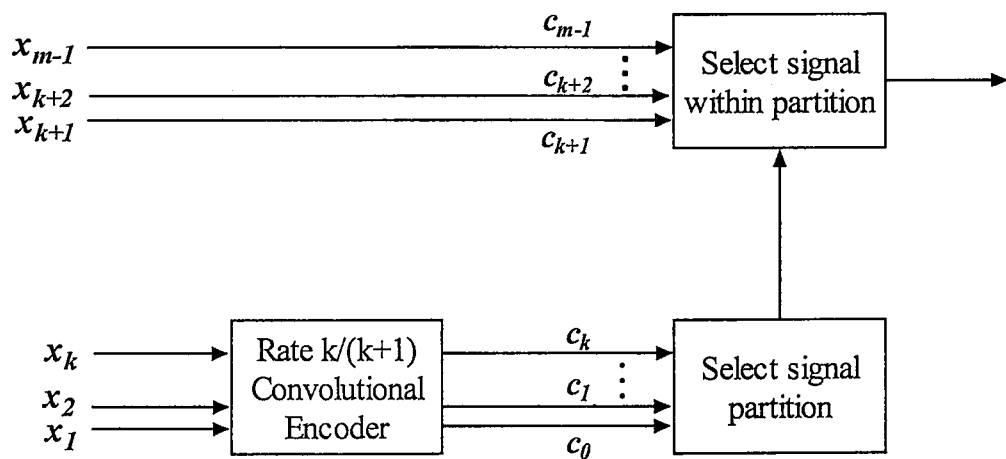 x_{m-1}
c_{m-1}
x_{k+2}
c_{k+2}
x_{k+1}
c_{k+1}
Select signal
within partition
x_k
x_2
x_1
Rate k/(k+1)
Convolutional
Encoder
c_k
c_1
c_0
Select signal
partition